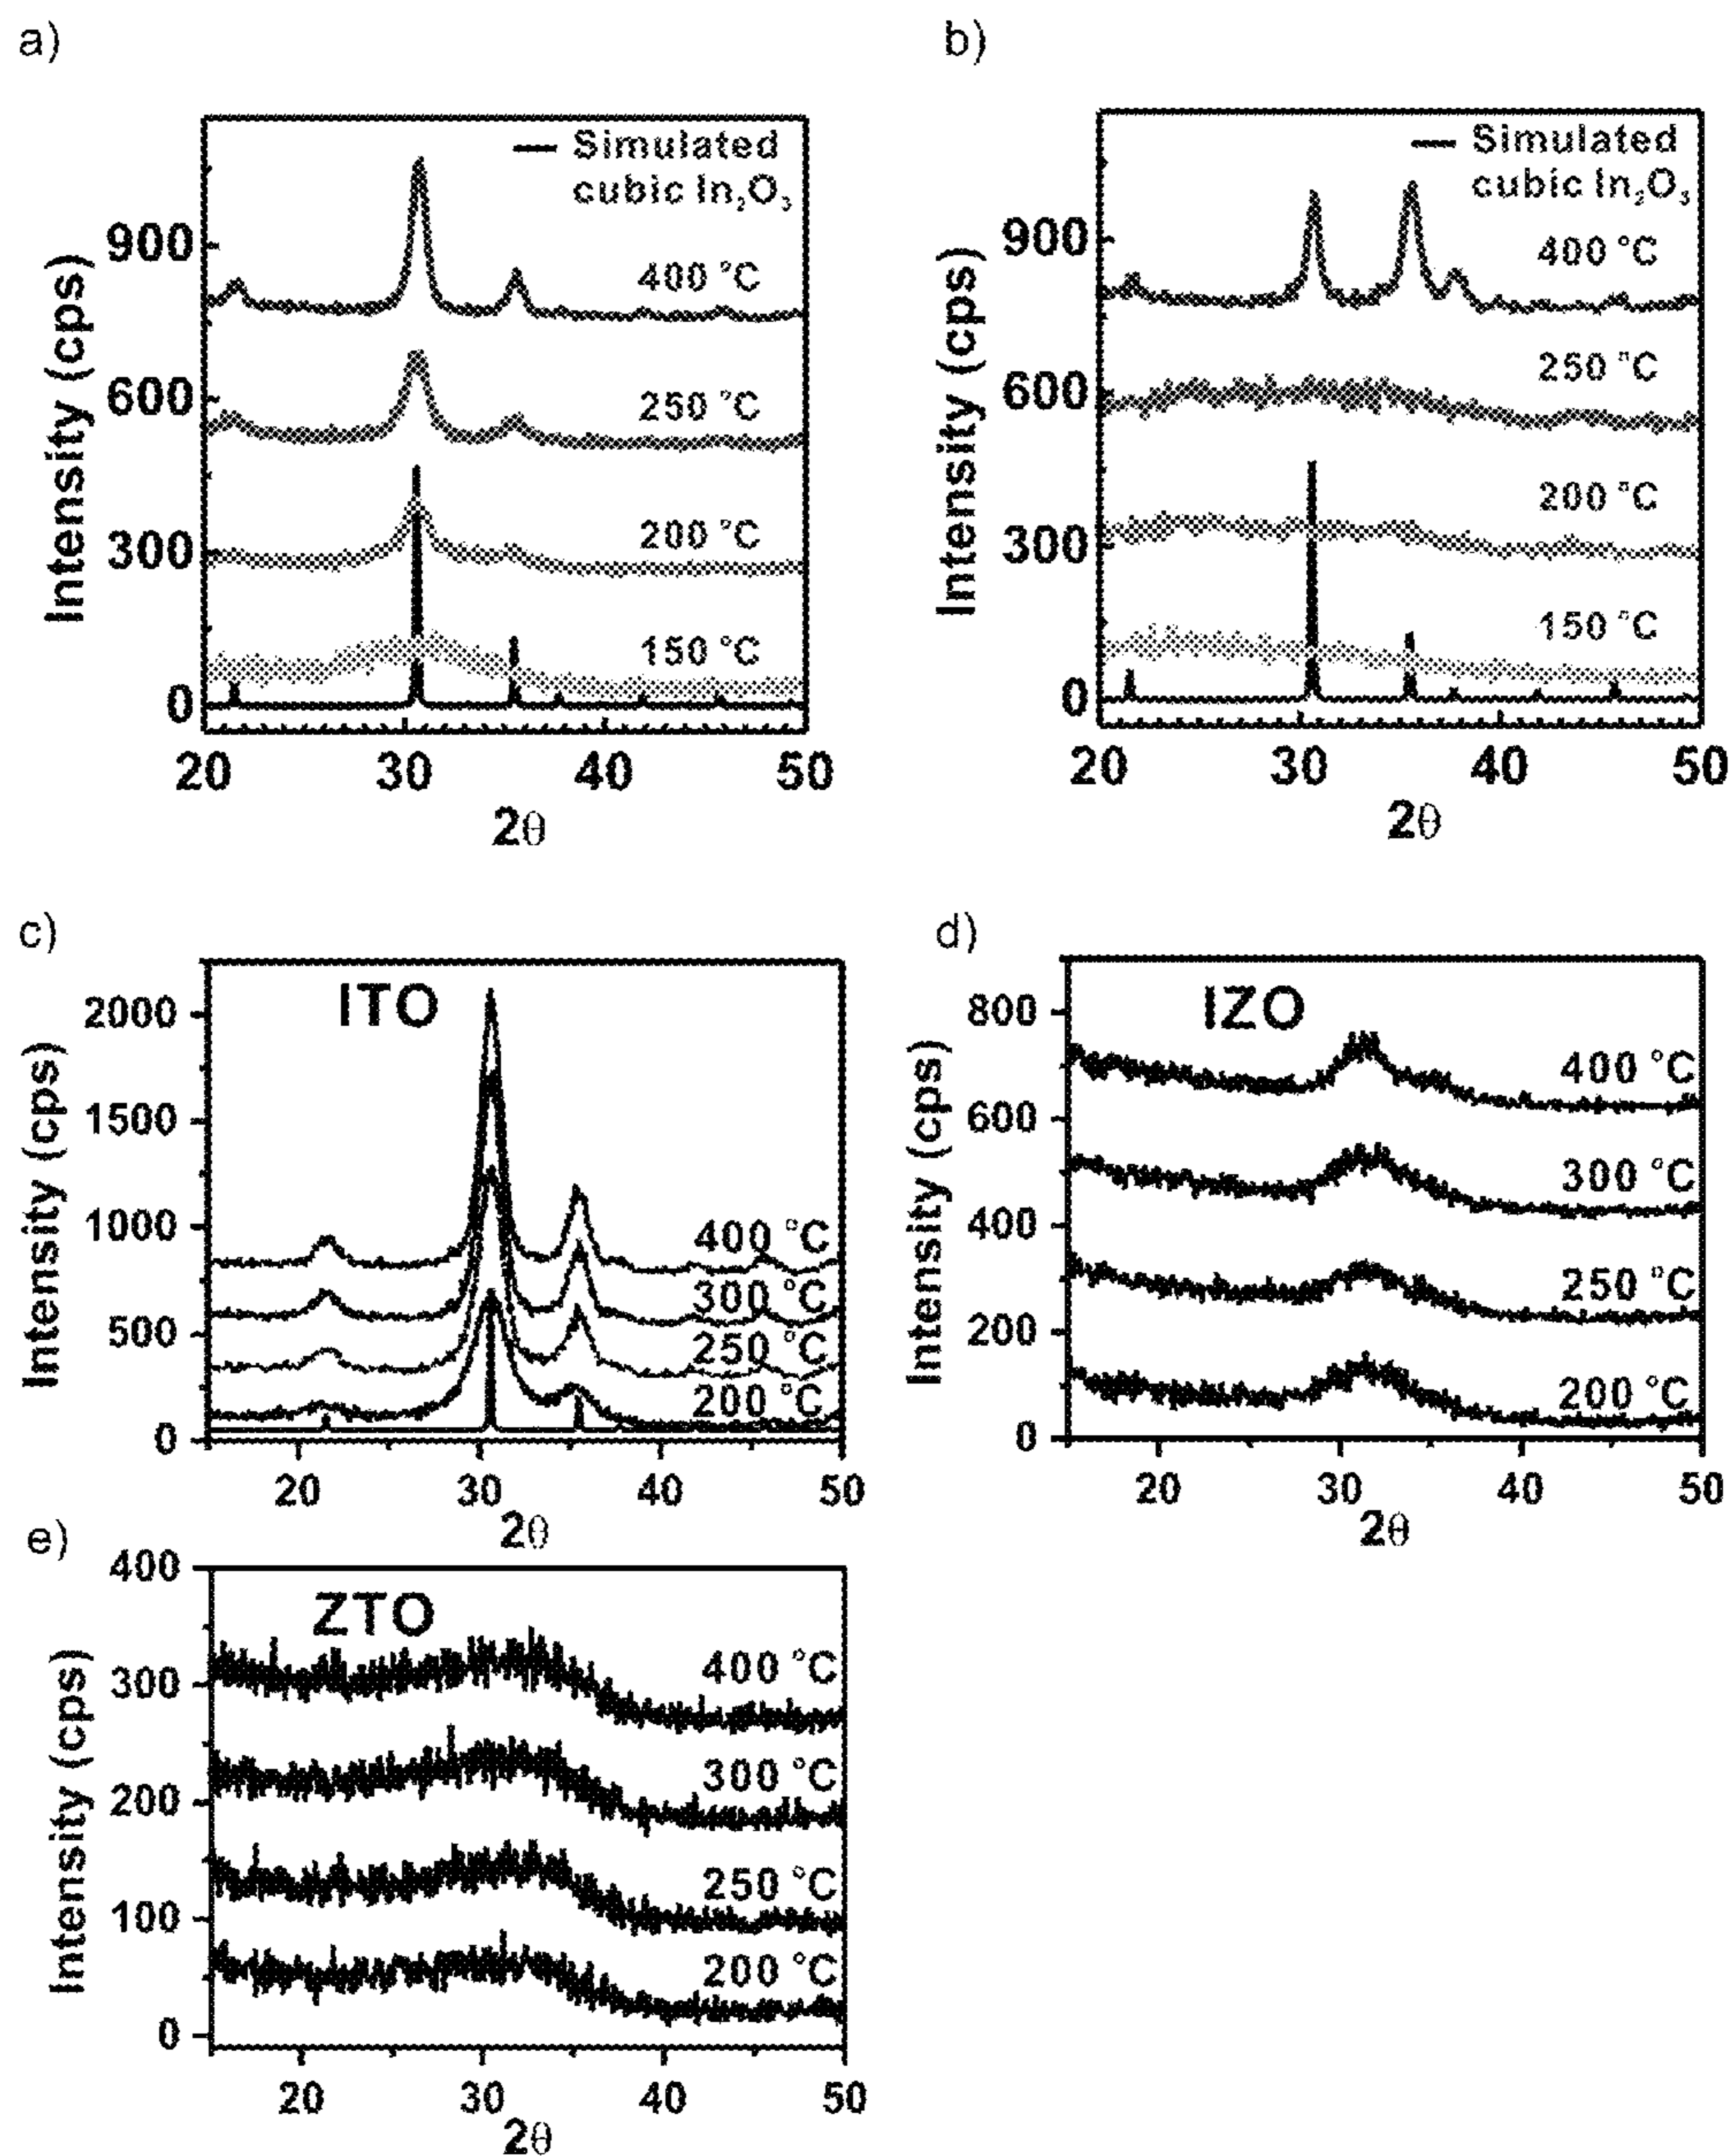 a)
Simulated
cubic In₂O₃
400 °C
250 °C
200 °C
150 °C
900
600
300
0
20 30 40 50
Intensity (cps)
2θ
b)
Simulated
cubic In₂O₃
400 °C
250 °C
200 °C
150 °C
900
600
300
0
20 30 40 50
Intensity (cps)
2θ
c)
ITO
400 °C
300 °C
250 °C
200 °C
2000
1500
1000
500
0
20 30 40 50
Intensity (cps)
2θ
d)
IZO
400 °C
300 °C
250 °C
200 °C
800
600
400
200
0
20 30 40 50
Intensity (cps)
2θ
e)
ZTO
400 °C
300 °C
250 °C
200 °C
400
300
200
100
0
20 30 40 50
Intensity (cps)
2θ